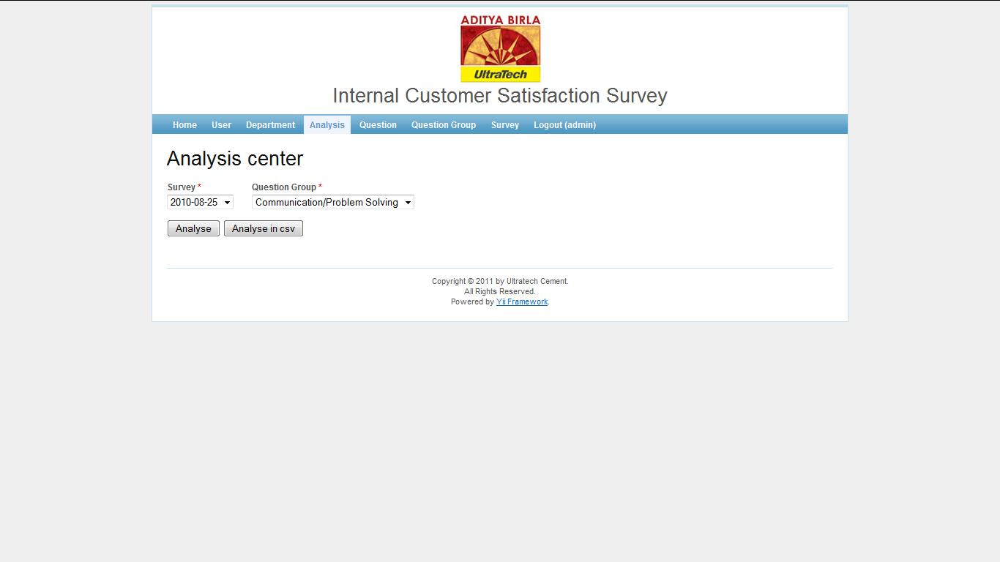 ADITYA BIRLA
UltraTech
Internal Customer Satisfaction Survey
Home User Department Analysis Question Question Group Survey Logout (admin)
Analysis center
Survey * Question Group *
2010-08-25 Communication/Problem Solving
Analyse Analyse in csv
Copyright © 2011 by Ultratech Cement.
All Rights Reserved.
Powered by Yii Framework.